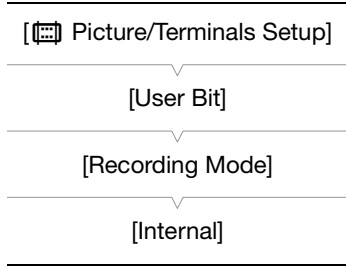 [ Picture/Terminals Setup]
[User Bit]
[Recording Mode]
[Internal]